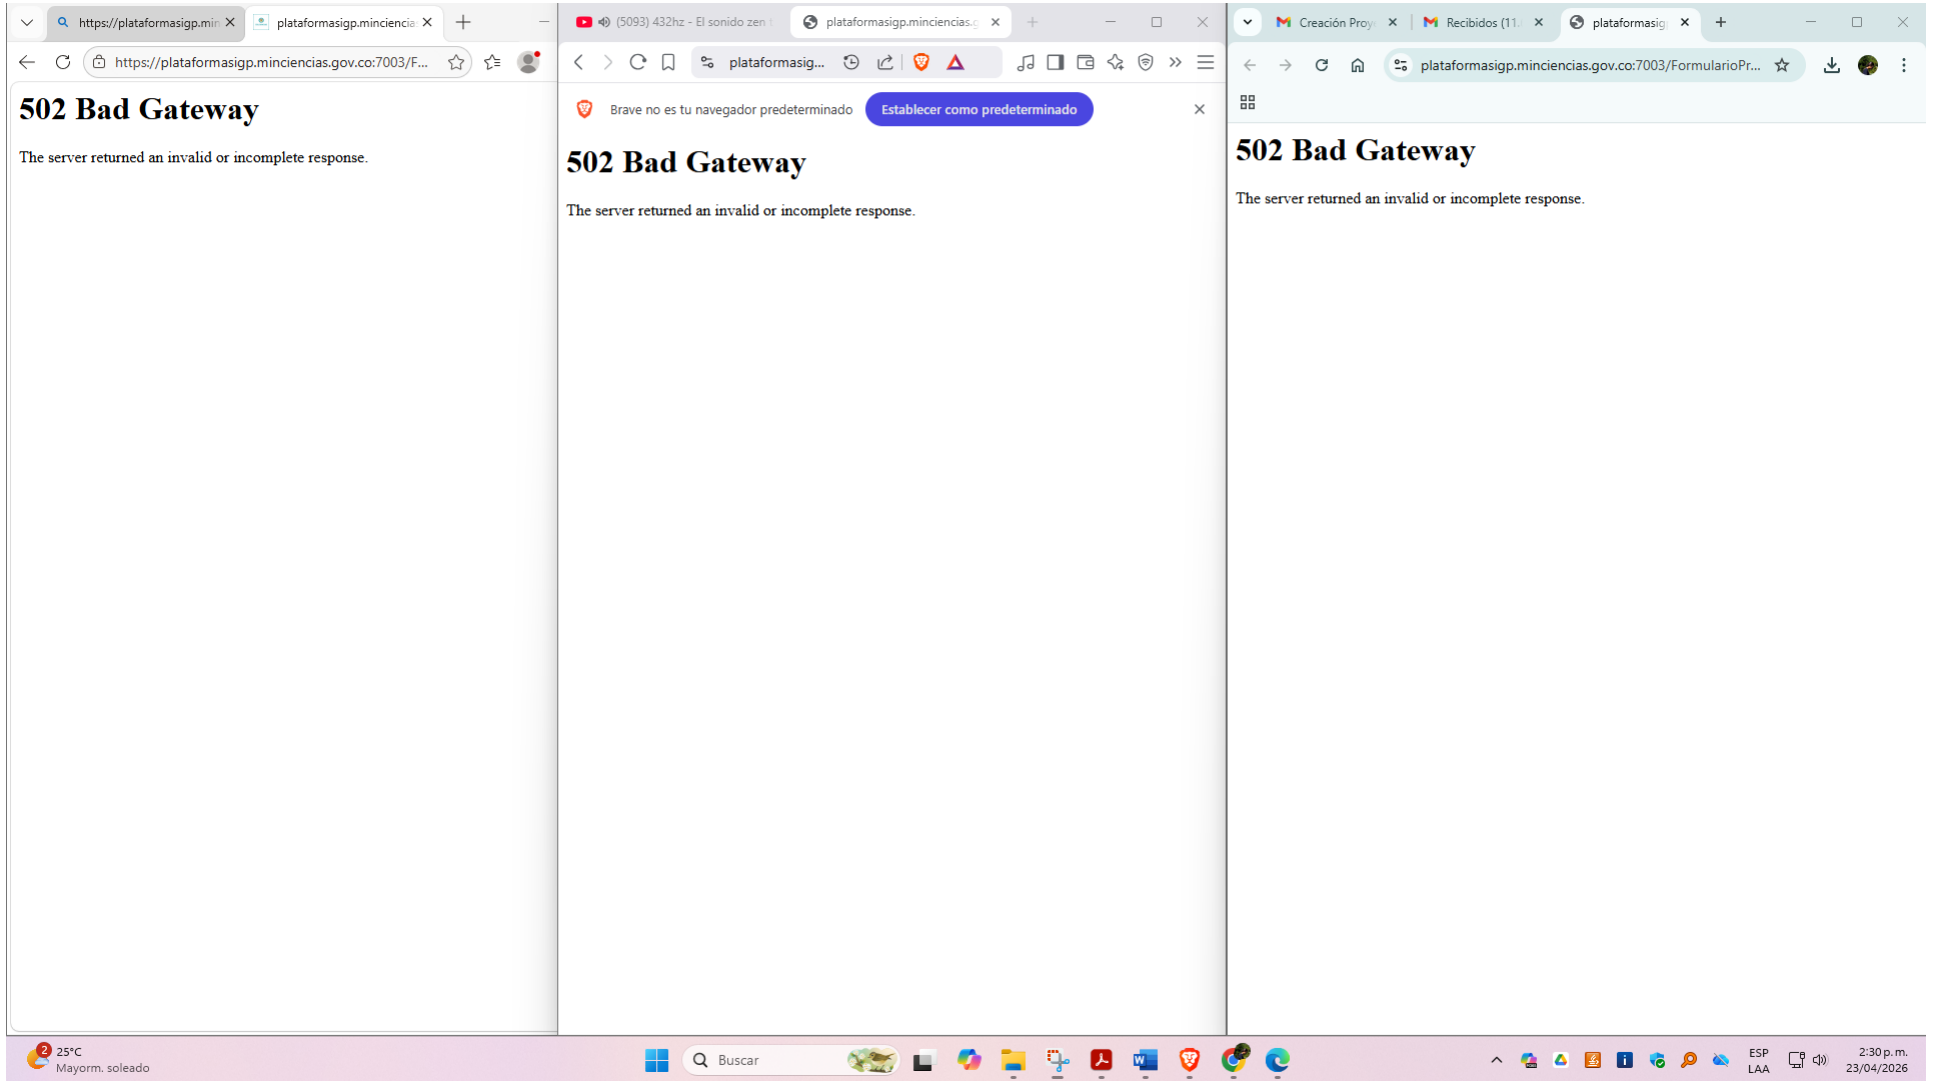 https://plataformasigp.min
plataformasigp.minciencia
https://plataformasigp.minciencias.gov.co:7003/F...
502 Bad Gateway
The server returned an invalid or incomplete response.
(5093) 432hz - El sonido zen
plataformasigp.minciencias.g
plataformasig...
Brave no es tu navegador predeterminado
Establecer como predeterminado
502 Bad Gateway
The server returned an invalid or incomplete response.
Creación Proy
Recibidos (11.
plataformasig
plataformasigp.minciencias.gov.co:7003/FormularioPr...
502 Bad Gateway
The server returned an invalid or incomplete response.
2
25°C
Mayorm. soleado
Buscar
ESP
LAA
2:30 p. m.
23/04/2026